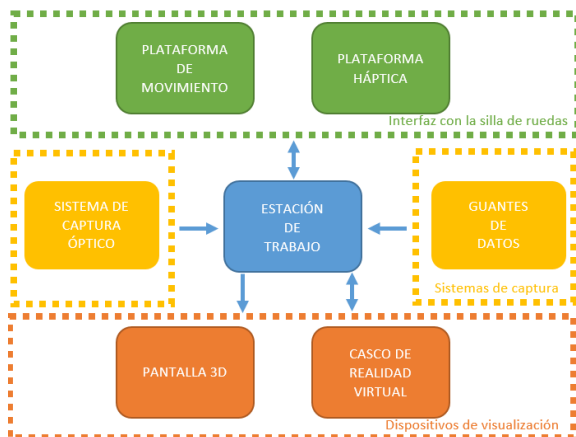 PLATAFORMA
DE
MOVIMIENTO
PLATAFORMA
HÁPTICA
Interfaz con la silla de ruedas
SISTEMA DE
CAPTURA
ÓPTICO
ESTACIÓN
DE
TRABAJO
GUANTES
DE
DATOS
Sistemas de captura
PANTALLA 3D
CASCO DE
REALIDAD
VIRTUAL
Dispositivos de visualización